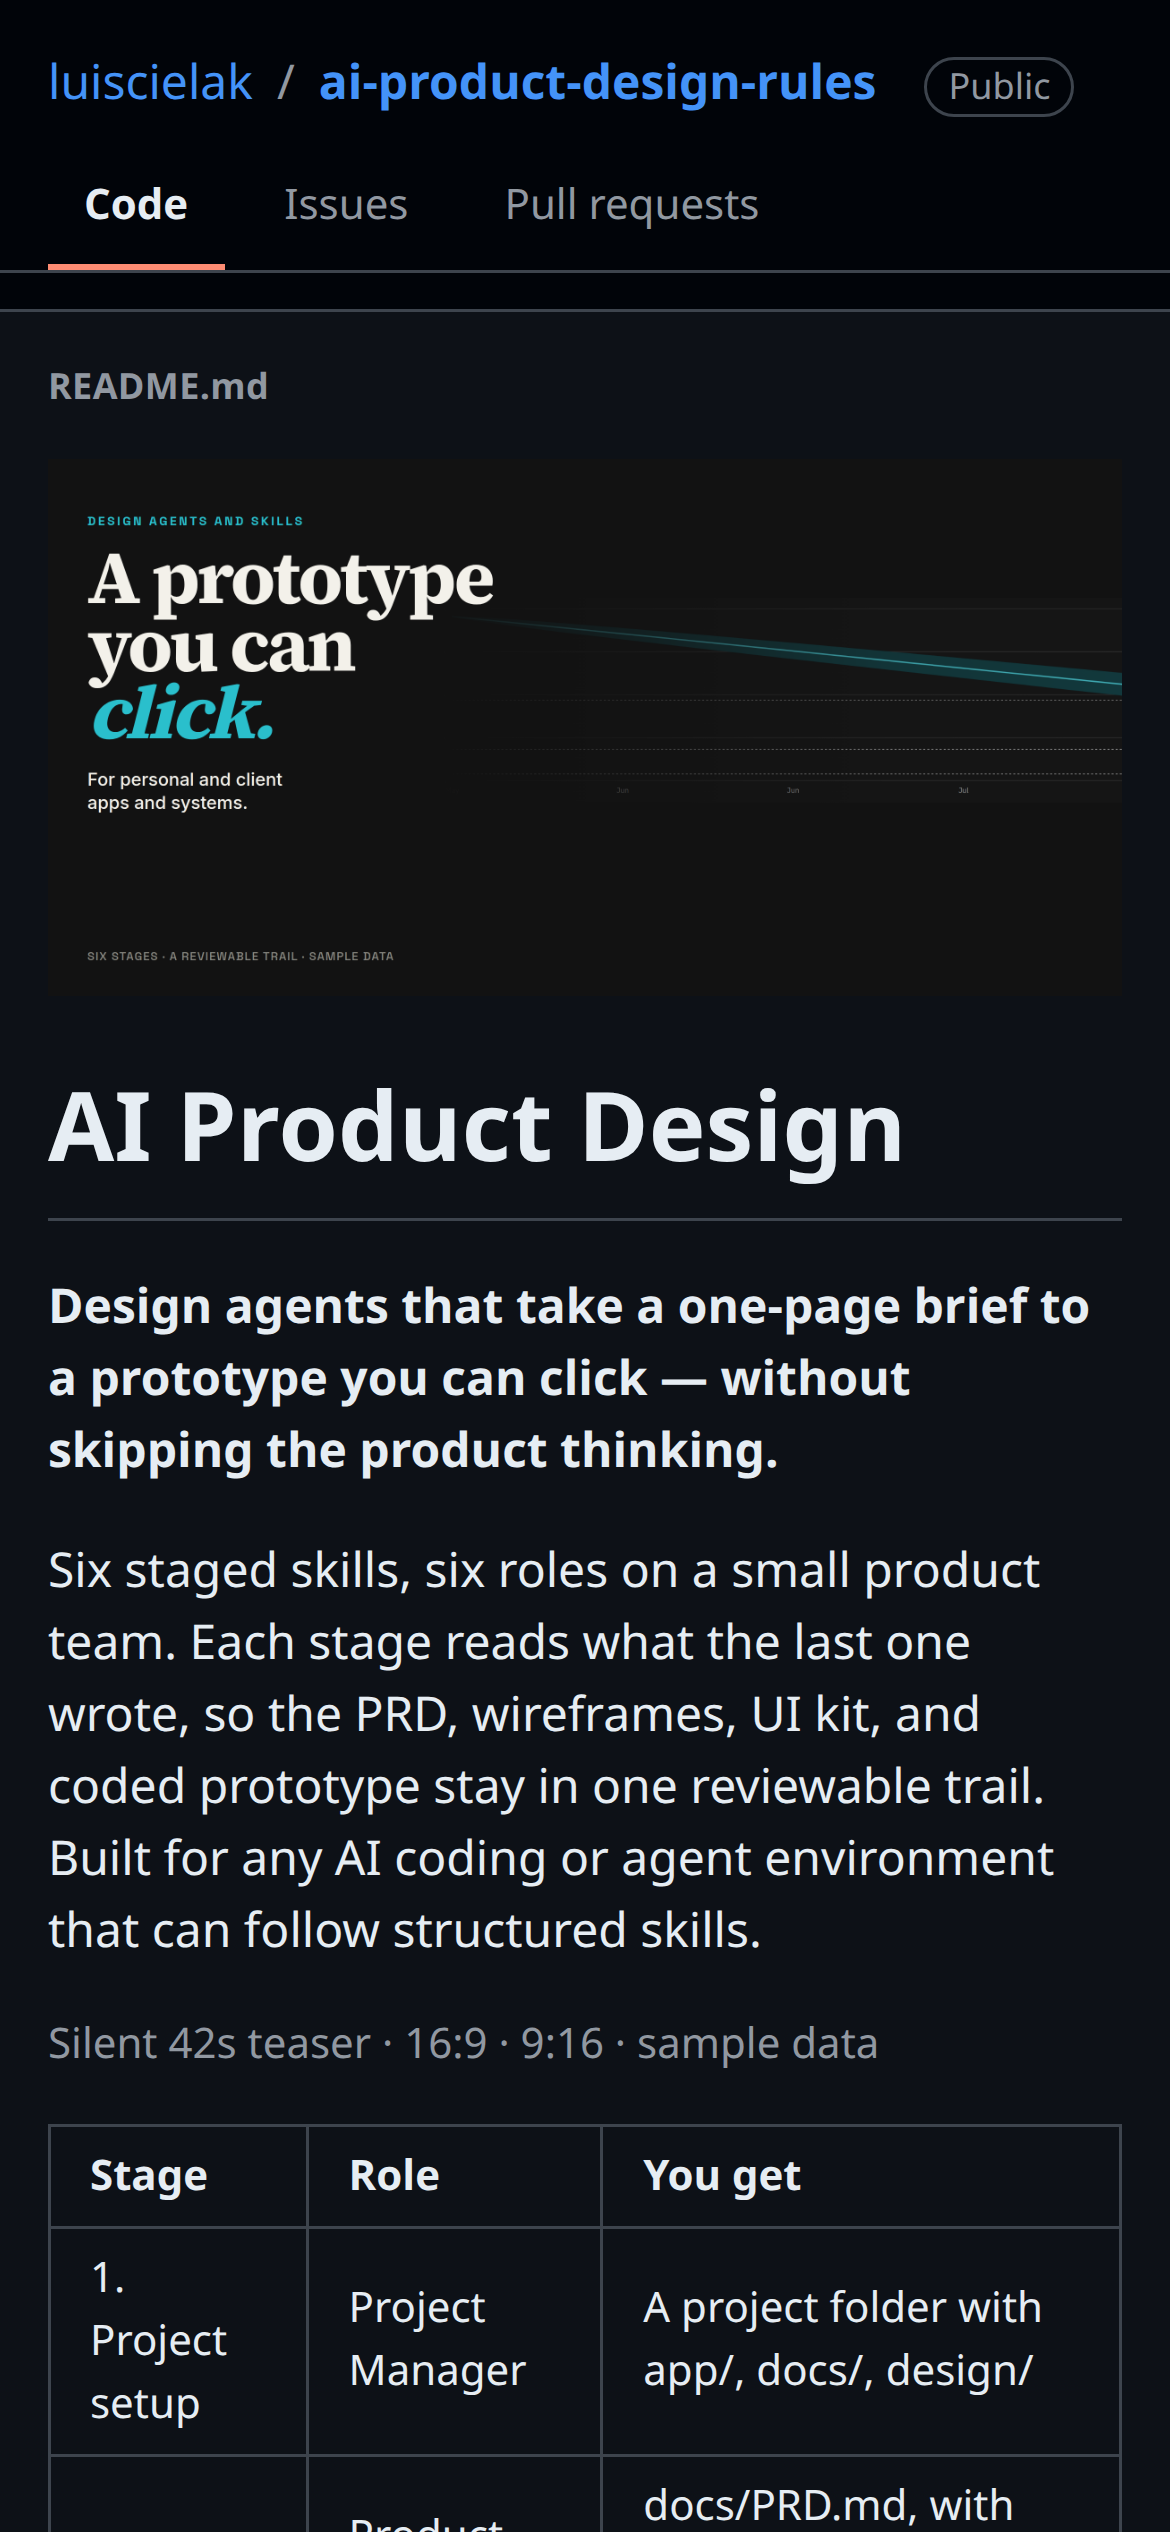 luiscielak / ai-product-design-rules Public
Code Issues Pull requests
README.md
DESIGN AGENTS AND SKILLS
A prototype
you can
click.
For personal and client
apps and systems.
Jun Jun Jul
SIX STAGES · A REVIEWABLE TRAIL · SAMPLE DATA
AI Product Design
Design agents that take a one-page brief to
a prototype you can click — without
skipping the product thinking.
Six staged skills, six roles on a small product
team. Each stage reads what the last one
wrote, so the PRD, wireframes, UI kit, and
coded prototype stay in one reviewable trail.
Built for any AI coding or agent environment
that can follow structured skills.
Silent 42s teaser · 16:9 · 9:16 · sample data
Stage Role You get
1.
Project
setup
Project
Manager
A project folder with
app/, docs/, design/
Product
docs/PRD.md, with